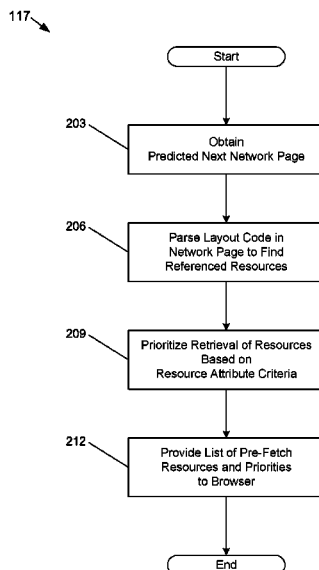 117
Start
203
Obtain
Predicted Next Network Page
206
Parse Layout Code in
Network Page to Find
Referenced Resources
209
Prioritize Retrieval of Resources
Based on
Resource Attribute Criteria
212
Provide List of Pre-Fetch
Resources and Priorities
to Browser
End